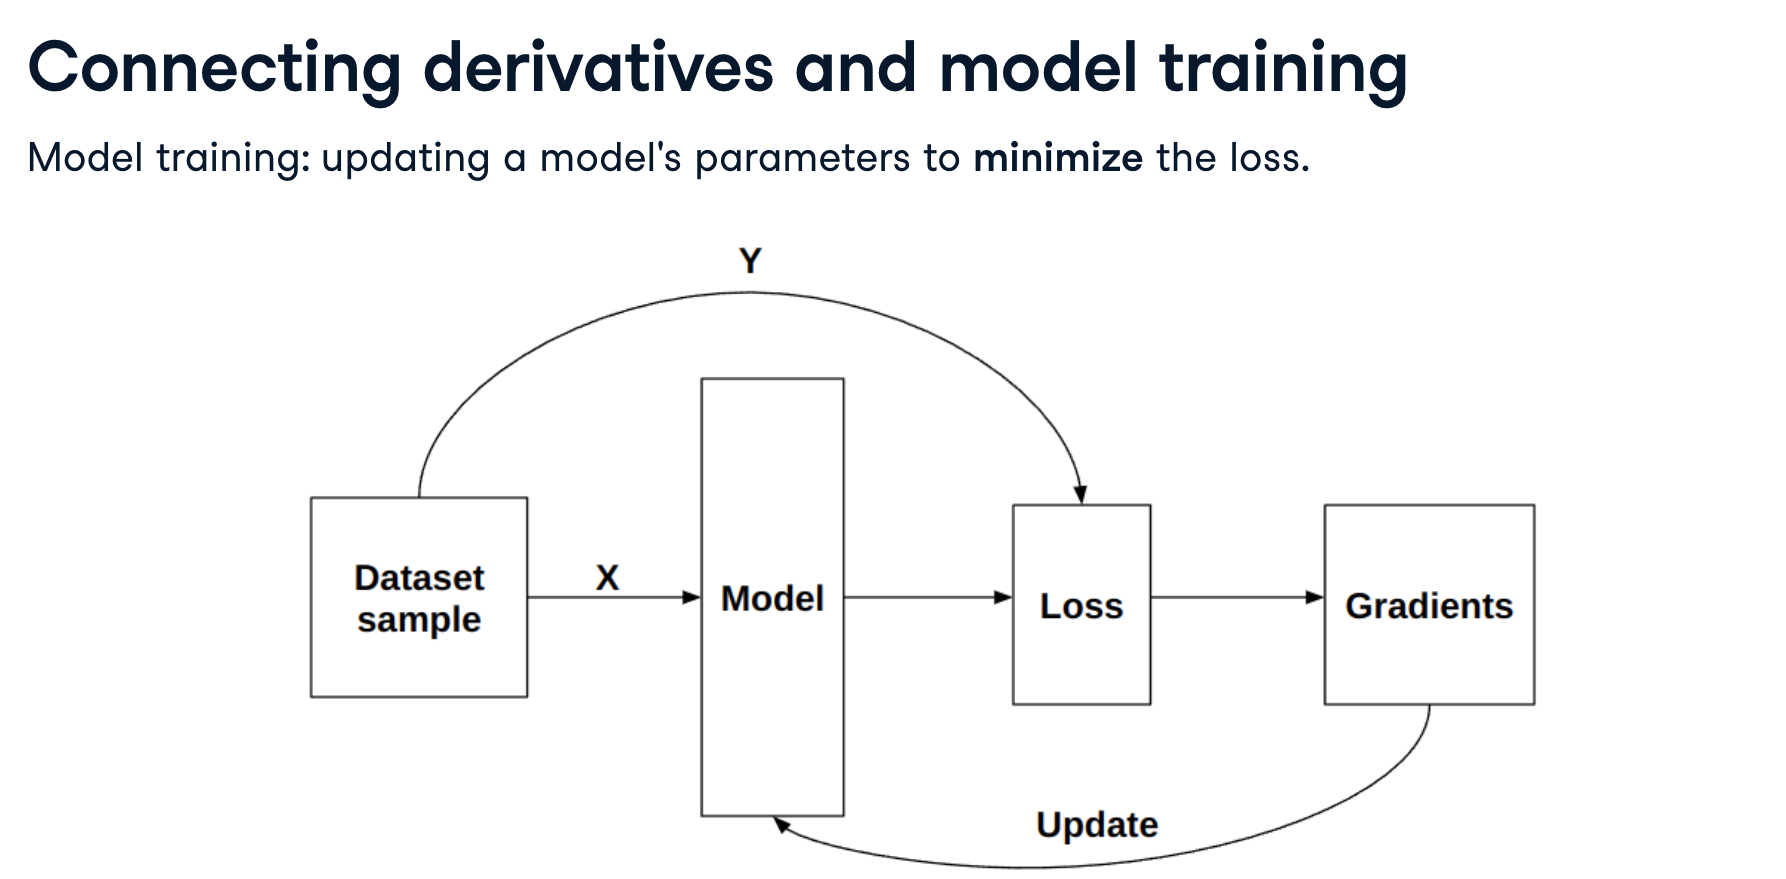 Connecting derivatives and model training
Model training: updating a model's parameters to minimize the loss.
Y
Dataset
sample
X
Model
Loss
Gradients
Update